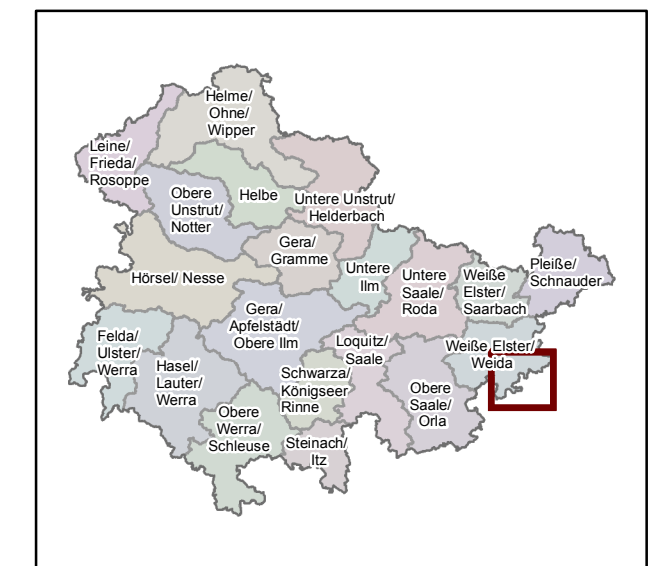 Helme/
Ohne/
Wipper
Leine/
Frieda/
Rosoppe
Obere
Unstrut/
Notter
Helbe
Untere Unstrut/
Helderbach
Gera/
Gramme
Hörsel/ Nesse
Untere
Ilm
Untere
Saale/
Roda
Weiße
Elster/
Saarbach
Pleiße/
Schnauder
Gera/
Apfelstädt/
Obere Ilm
Felda/
Ulster/
Werra
Hasel/
Lauter/
Werra
Loquitz/
Saale
Weiße Elster/
Weida
Schwarza/
Königseer
Rinne
Obere
Saale/
Orla
Obere
Werra/
Schleuse
Steinach/
Itz